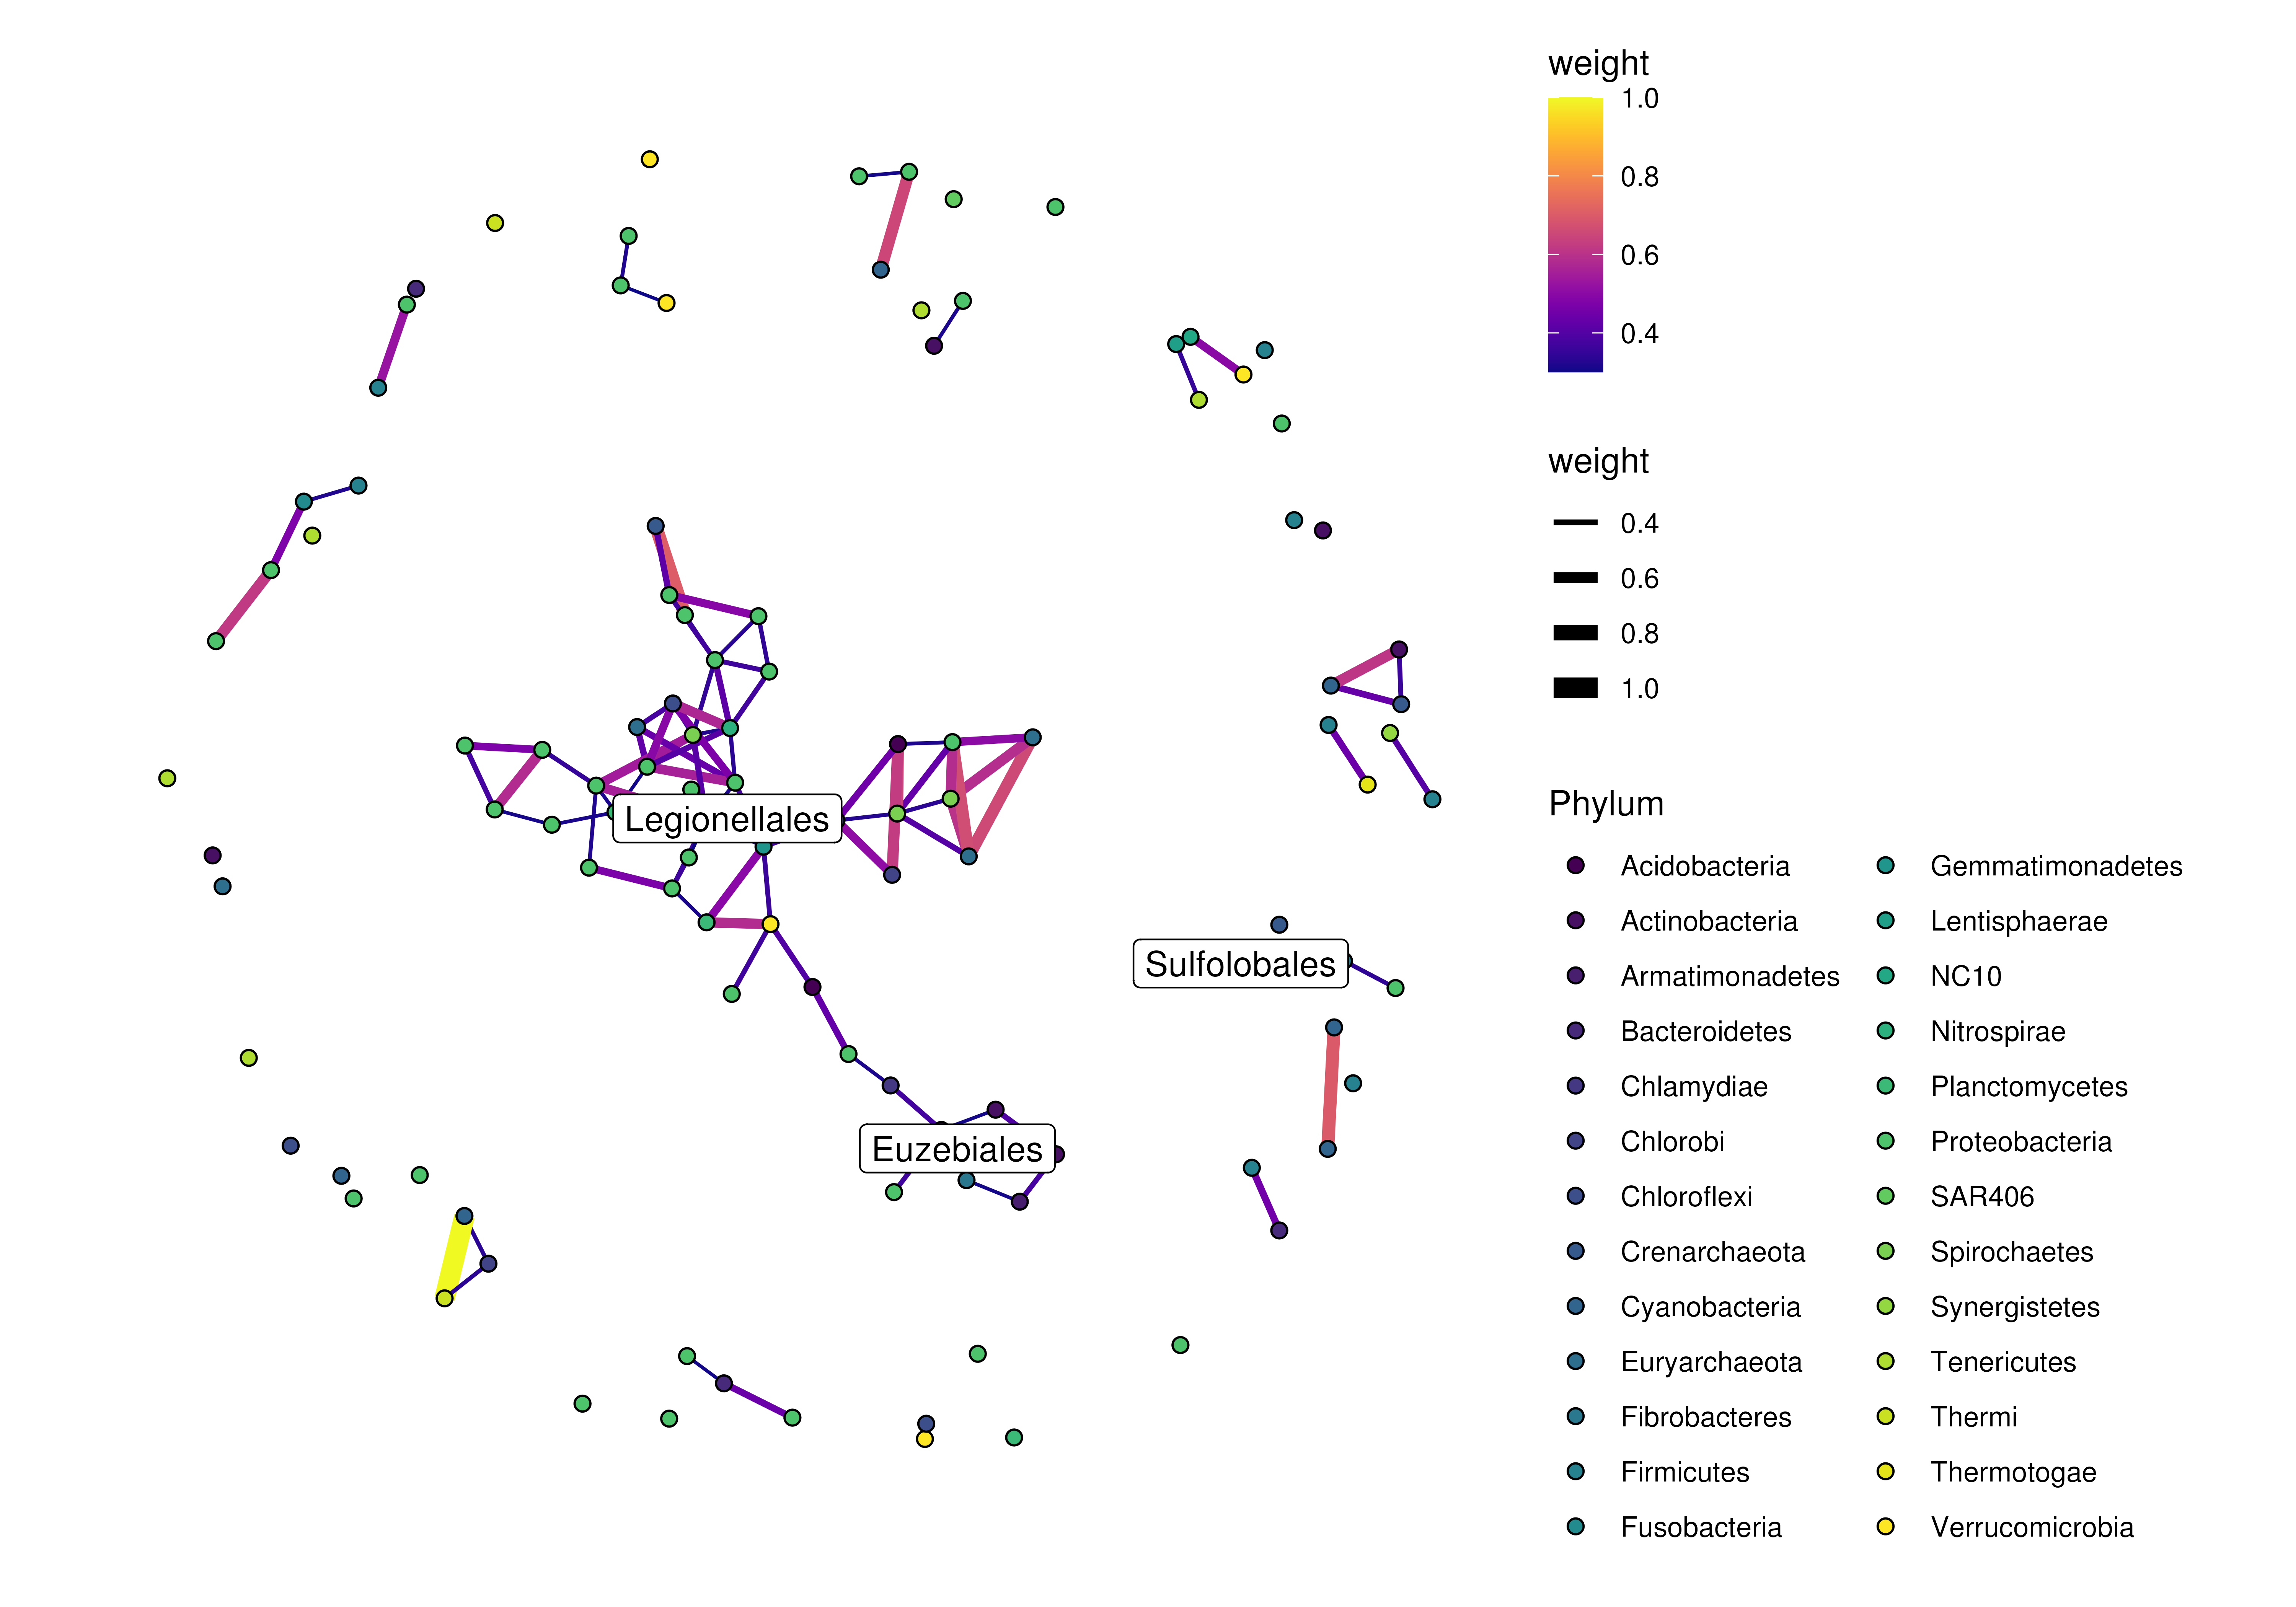 weight
1.0
0.8
0.6
0.4
weight
0.4
0.6
0.8
1.0
Legionellales
Sulfolobales
Euzebiales
Phylum
Acidobacteria
Actinobacteria
Armatimonadetes
Bacteroidetes
Chlamydiae
Chlorobi
Chloroflexi
Crenarchaeota
Cyanobacteria
Euryarchaeota
Fibrobacteres
Firmicutes
Fusobacteria
Gemmatimonadetes
Lentisphaerae
NC10
Nitrospirae
Planctomycetes
Proteobacteria
SAR406
Spirochaetes
Synergistetes
Tenericutes
Thermi
Thermotogae
Verrucomicrobia